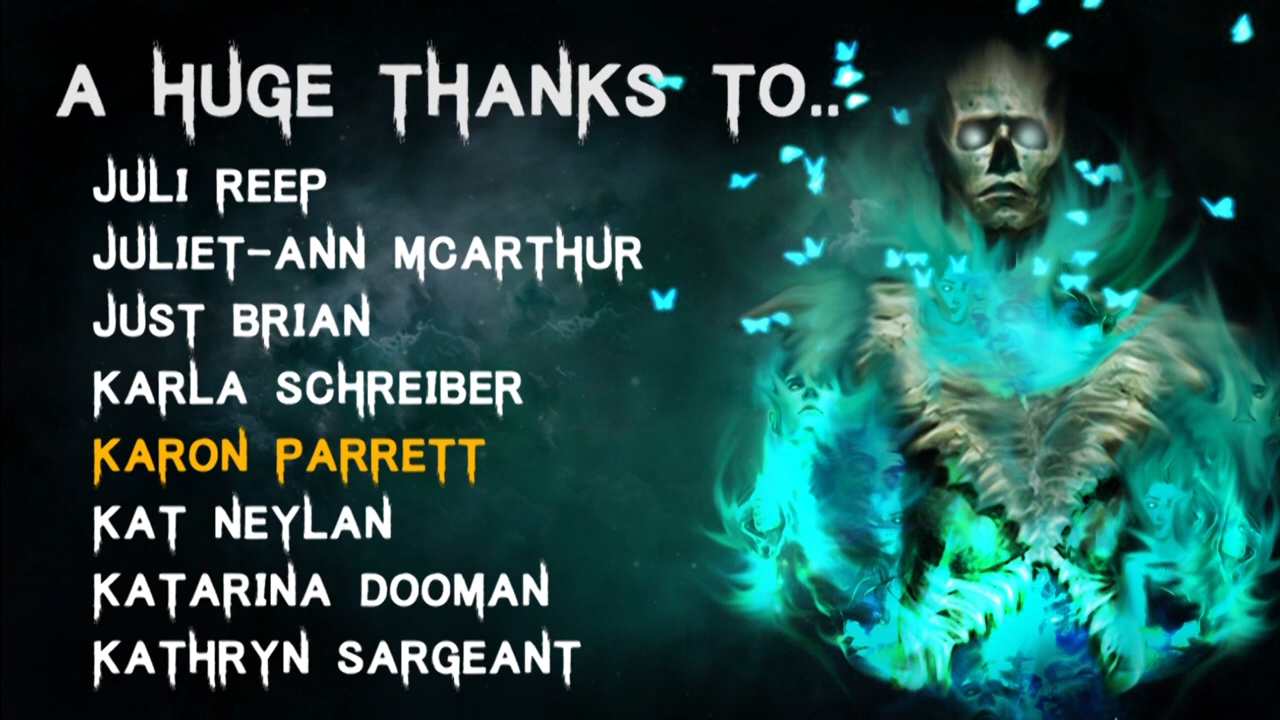 A HUGE THANKS TO..
JULI REEP
JULIET-ANN MCARTHUR
JUST BRIAN
KARLA SCHREIBER
KARON PARRETT
KAT NEYLAN
KATARINA DOOMAN
KATHRYN SARGEANT